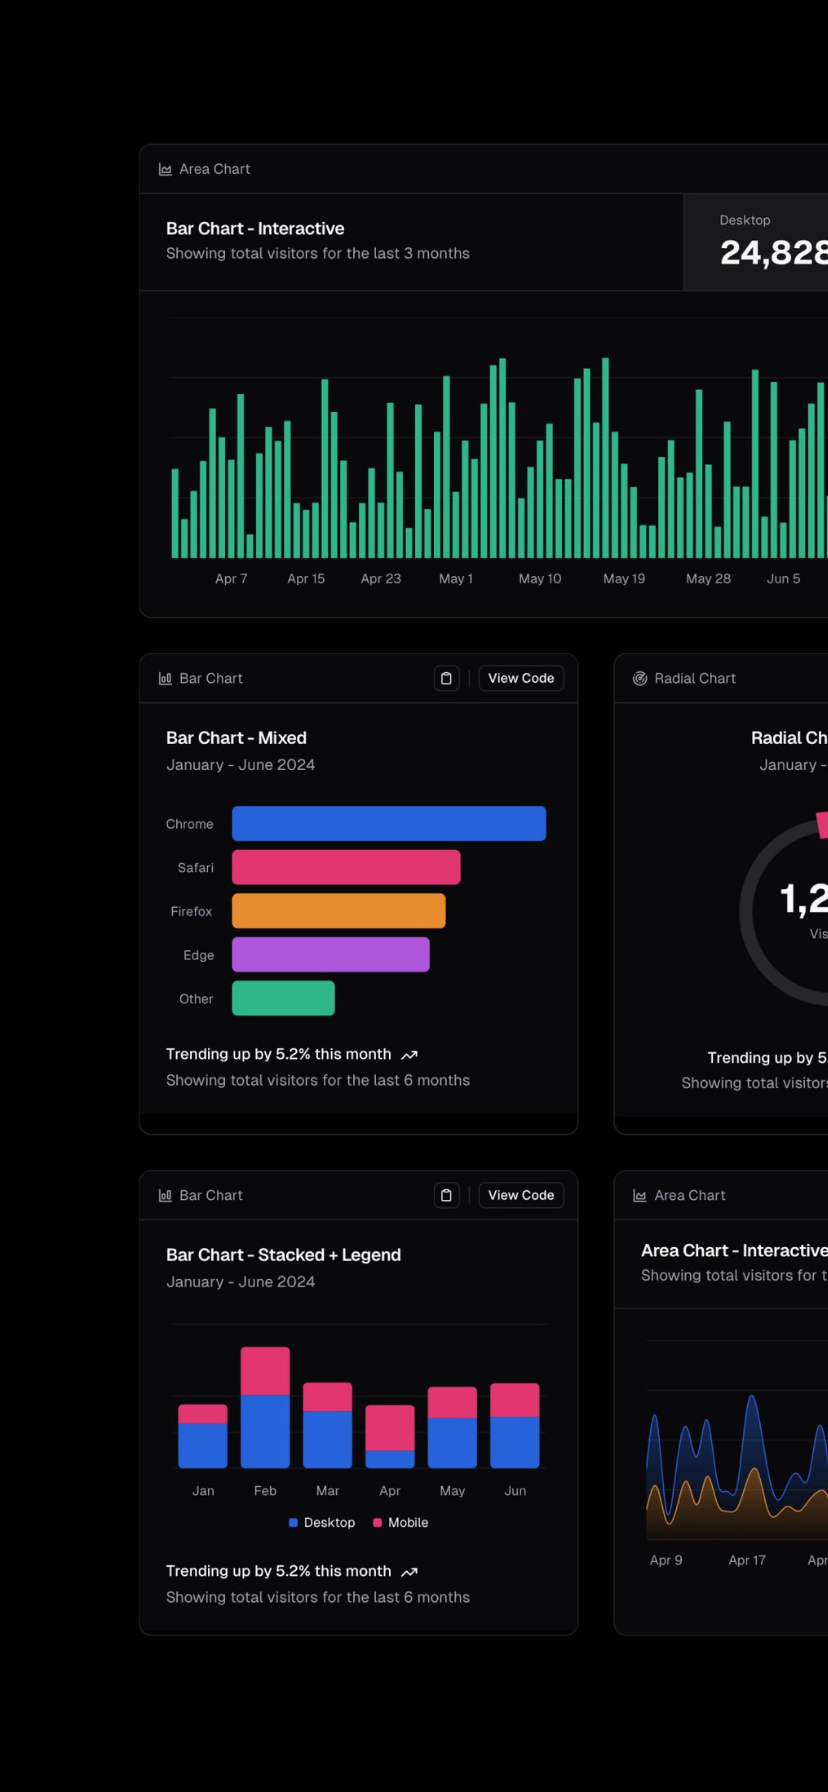 Area Chart
Bar Chart - Interactive
Showing total visitors for the last 3 months
Desktop
24,828
Apr 7 Apr 15 Apr 23 May 1 May 10 May 19 May 28 Jun 5
Bar Chart
View Code
Bar Chart - Mixed
January - June 2024
Chrome
Safari
Firefox
Edge
Other
Trending up by 5.2% this month
Showing total visitors for the last 6 months
Radial Chart
Radial Ch
January -
1,2
Vis
Trending up by 5.
Showing total visitors
Bar Chart
View Code
Bar Chart - Stacked + Legend
January - June 2024
Jan Feb Mar Apr May Jun
Desktop Mobile
Trending up by 5.2% this month
Showing total visitors for the last 6 months
Area Chart
Area Chart - Interactive
Showing total visitors for t
Apr 9 Apr 17 Apr